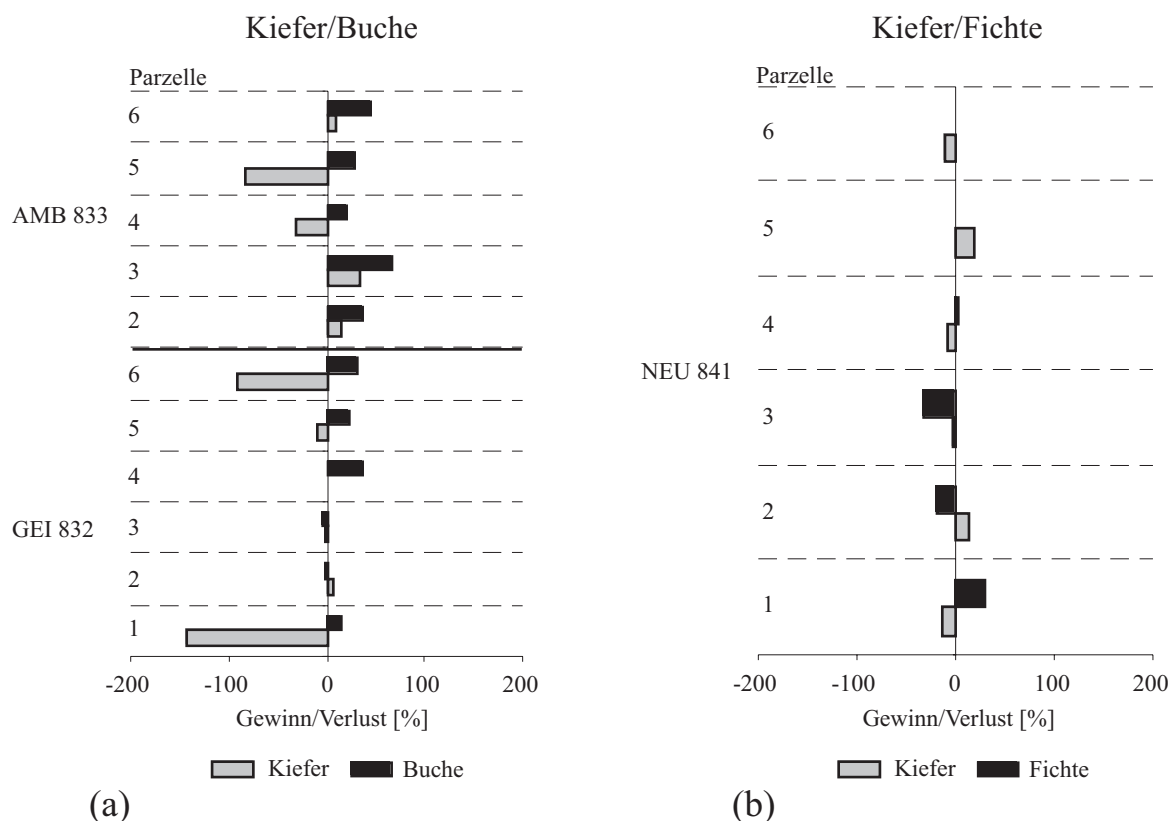 Kiefer/Buche
Parzelle
6
5
AMB 833
4
3
2
6
5
4
GEI 832
3
2
1
-200 -100 0 100 200
Gewinn/Verlust [%]
Kiefer Buche
(a)
Kiefer/Fichte
Parzelle
6
5
4
NEU 841
3
2
1
-200 -100 0 100 200
Gewinn/Verlust [%]
Kiefer Fichte
(b)